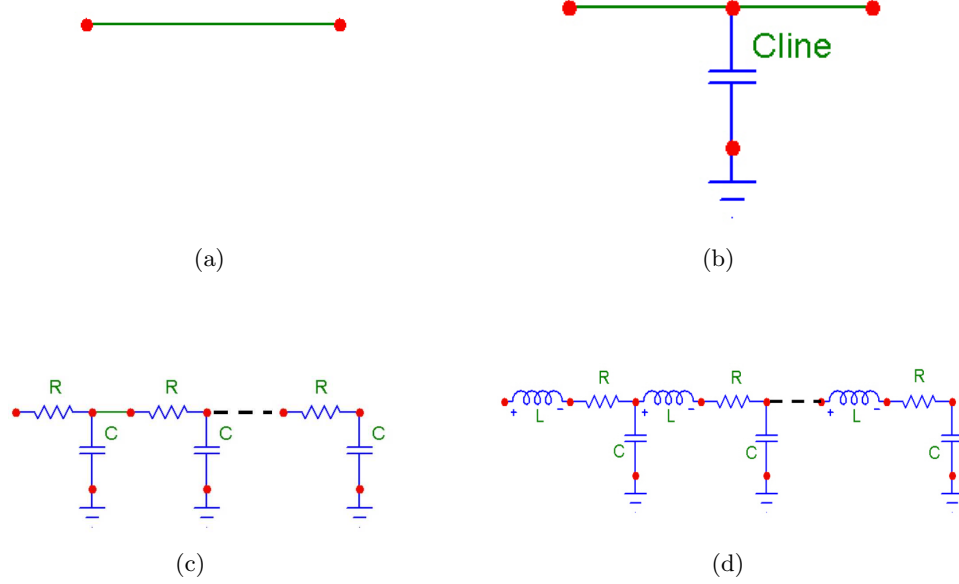 Cline
(a)
(b)
R R R
C C C
(c)
R R R
+ L - + L - + L -
C C C
(d)